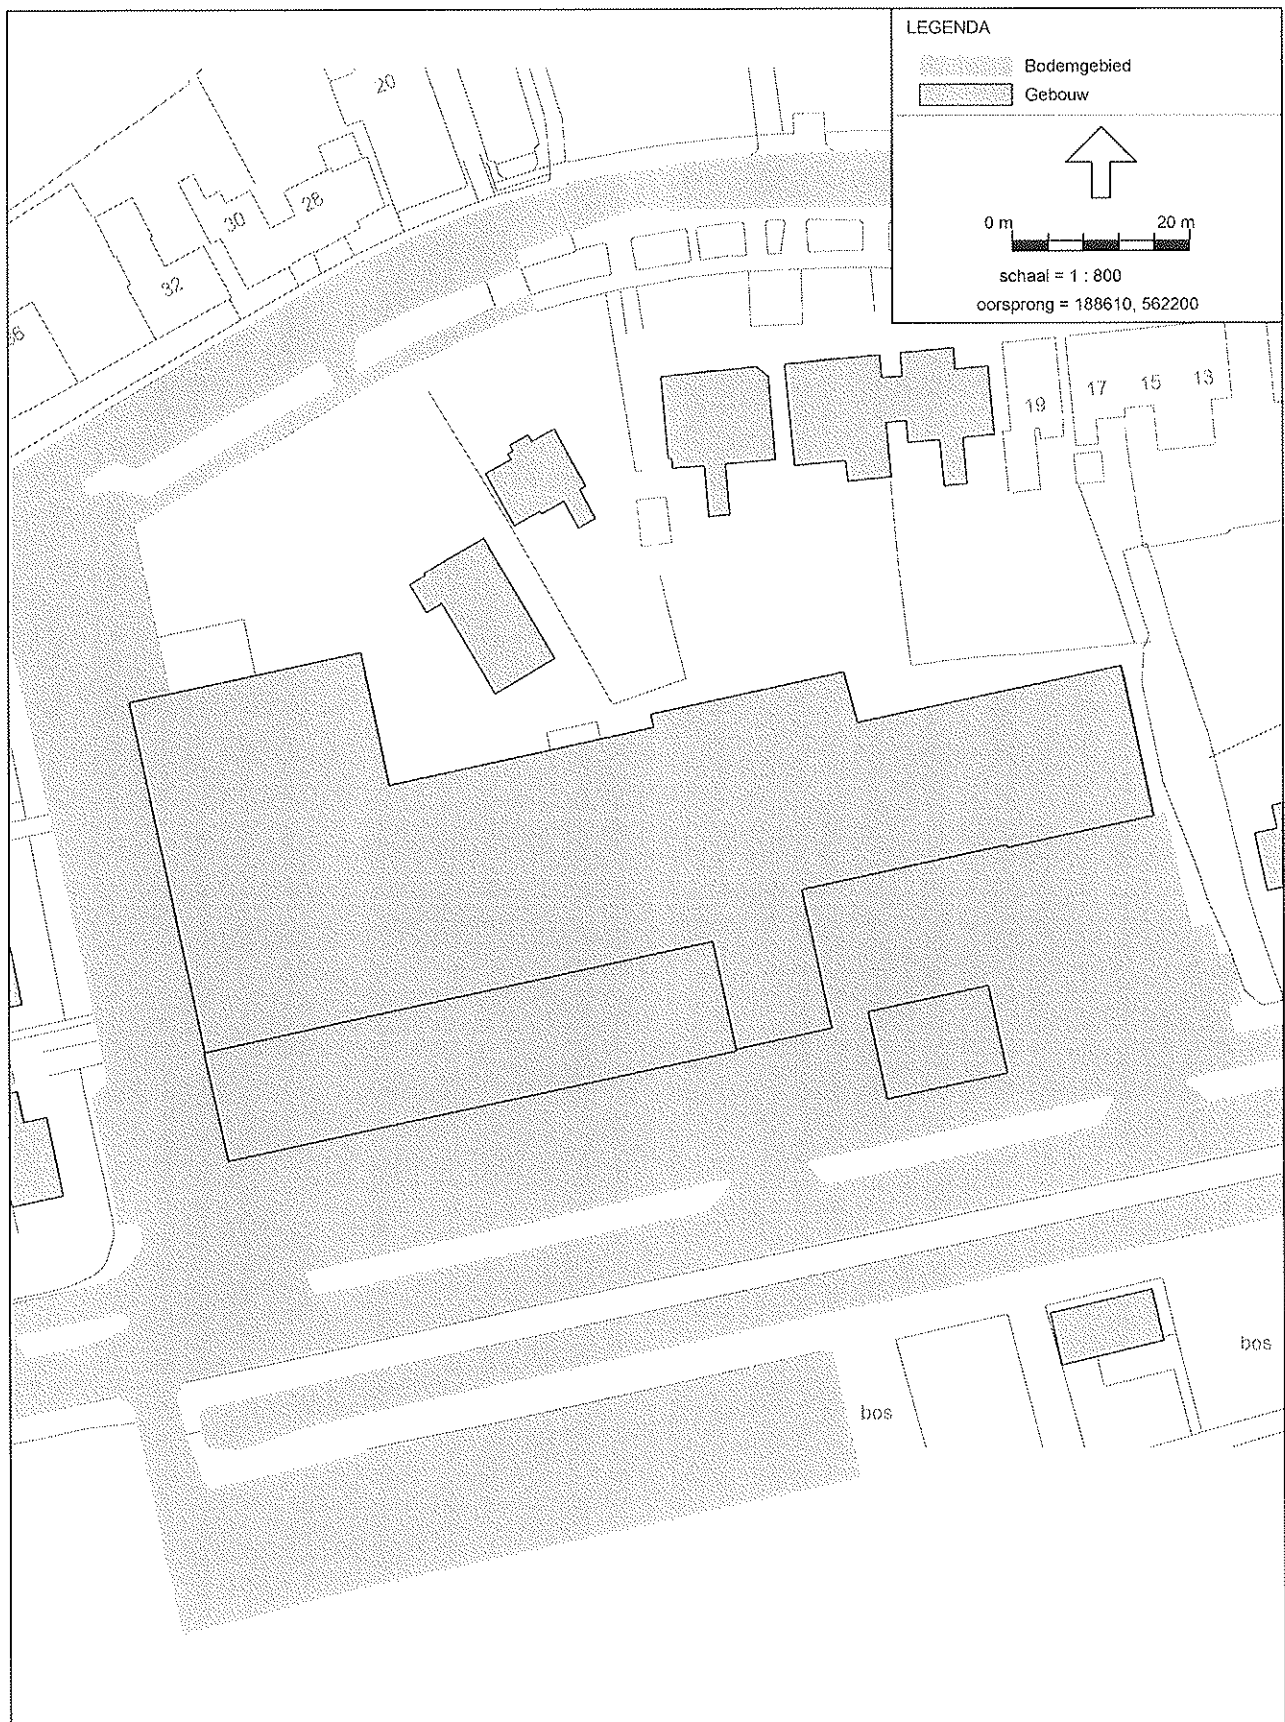 LEGENDA
Bodemgebied
Gebouw
0 m 20 m
schaal = 1 : 800
oorsprong = 188610, 562200
20
28
30
32
19
17
15
13
bos
bos